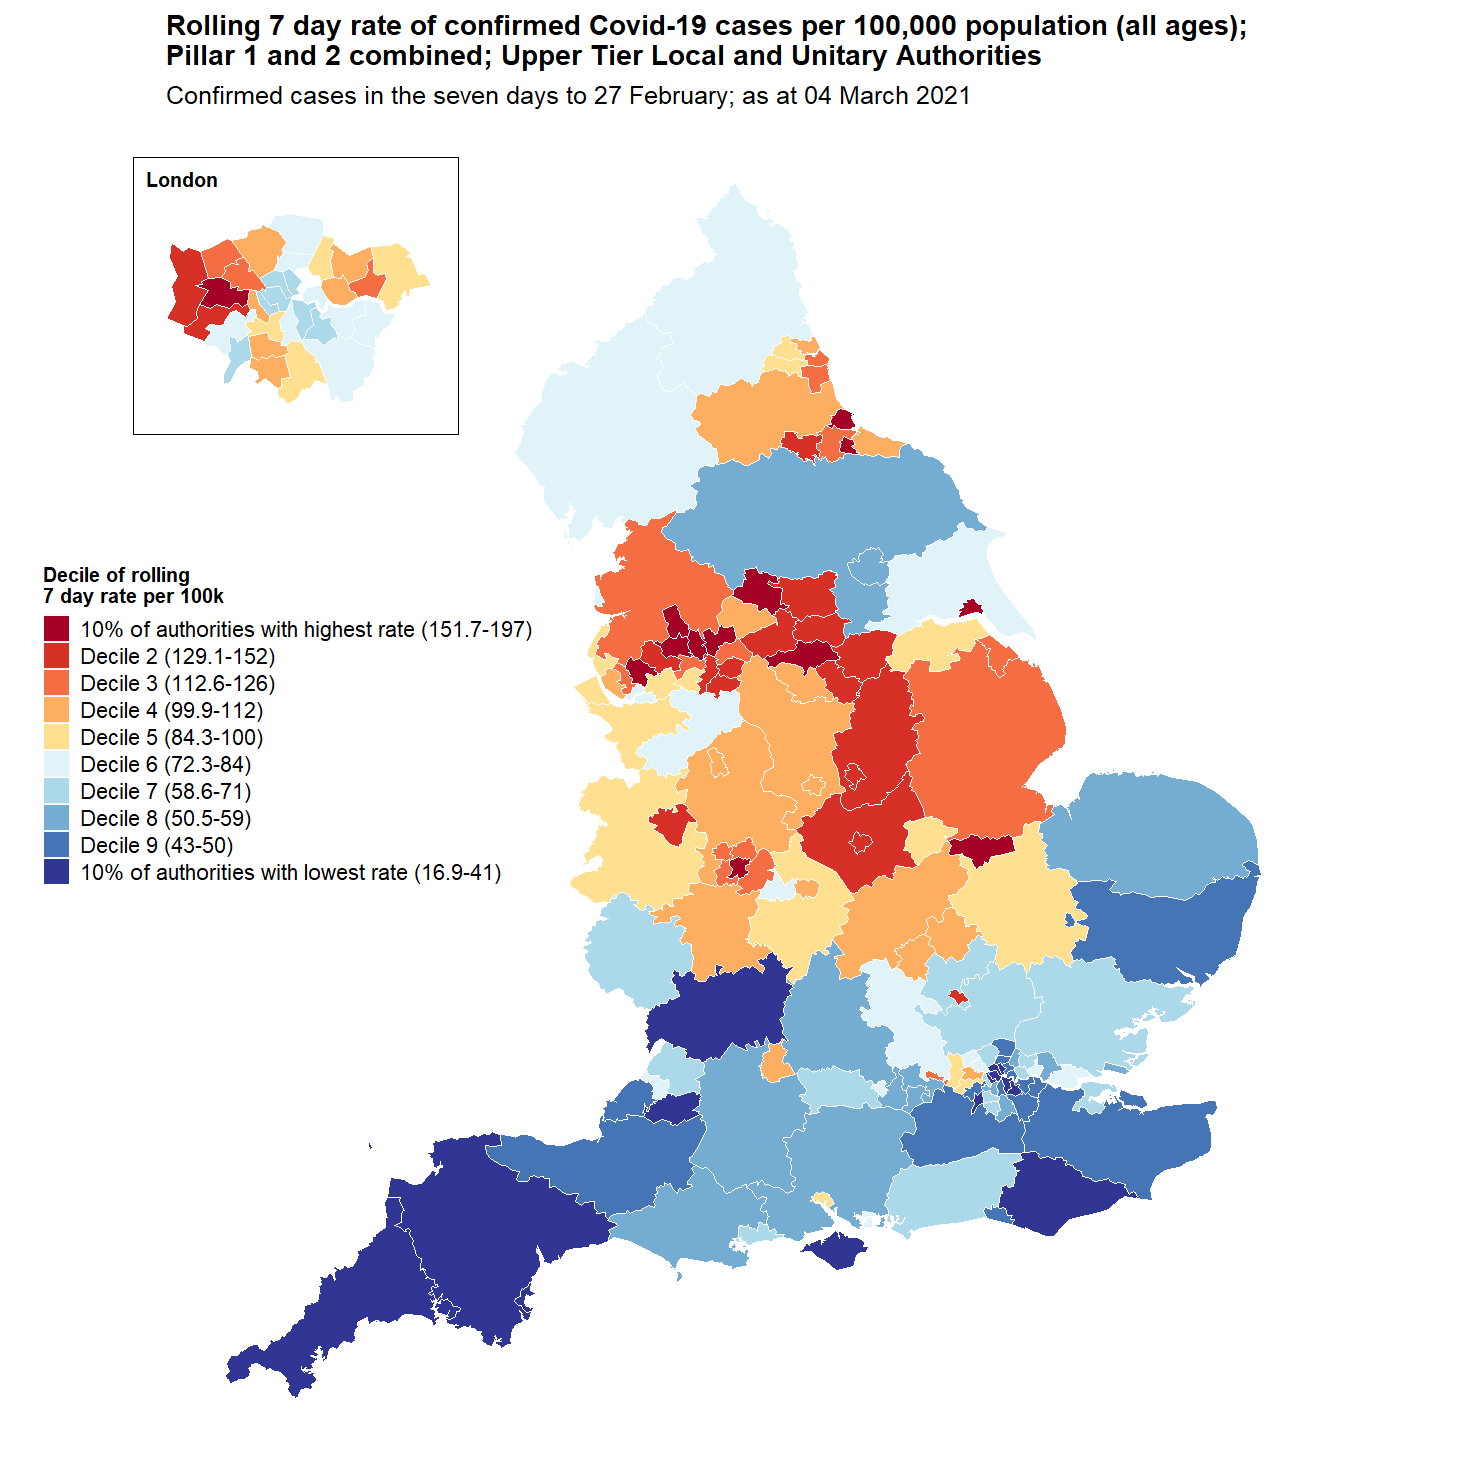 Rolling 7 day rate of confirmed Covid-19 cases per 100,000 population (all ages);
Pillar 1 and 2 combined; Upper Tier Local and Unitary Authorities
Confirmed cases in the seven days to 27 February; as at 04 March 2021
London
Decile of rolling
7 day rate per 100k
10% of authorities with highest rate (151.7-197)
Decile 2 (129.1-152)
Decile 3 (112.6-126)
Decile 4 (99.9-112)
Decile 5 (84.3-100)
Decile 6 (72.3-84)
Decile 7 (58.6-71)
Decile 8 (50.5-59)
Decile 9 (43-50)
10% of authorities with lowest rate (16.9-41)